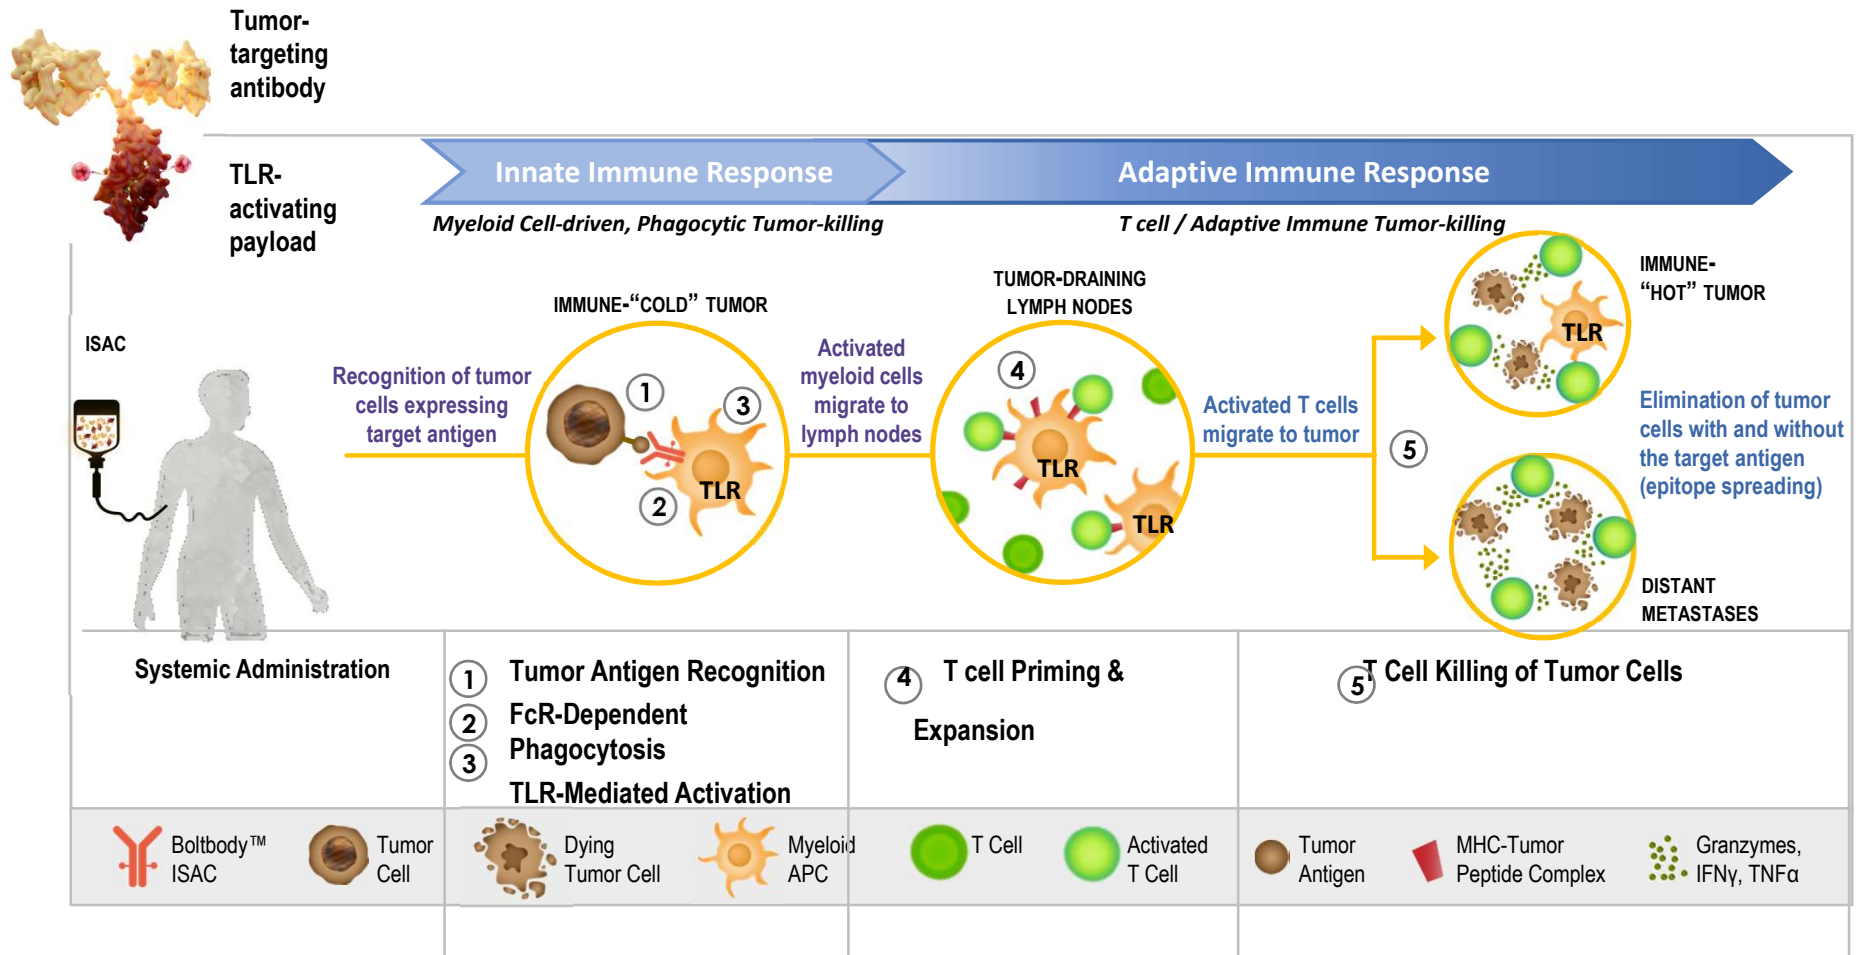 Tumor-
targeting
antibody
TLR-
activating
payload
Innate Immune Response
Adaptive Immune Response
Myeloid Cell-driven, Phagocytic Tumor-killing
T cell / Adaptive Immune Tumor-killing
ISAC
Recognition of tumor
cells expressing
target antigen
IMMUNE-“COLD” TUMOR
1
3
2
TLR
Activated
myeloid cells
migrate to
lymph nodes
TUMOR-DRAINING
LYMPH NODES
4
TLR
TLR
Activated T cells
migrate to tumor
5
TLR
IMMUNE-
“HOT” TUMOR
Elimination of tumor
cells with and without
the target antigen
(epitope spreading)
DISTANT
METASTASES
Systemic Administration
1 Tumor Antigen Recognition
2 FcR-Dependent
Phagocytosis
3
TLR-Mediated Activation
4 T cell Priming &
Expansion
5 T Cell Killing of Tumor Cells
Boltbody™
ISAC
Tumor
Cell
Dying
Tumor Cell
Myeloid
APC
T Cell
Activated
T Cell
Tumor
Antigen
MHC-Tumor
Peptide Complex
Granzymes,
IFNγ, TNFα